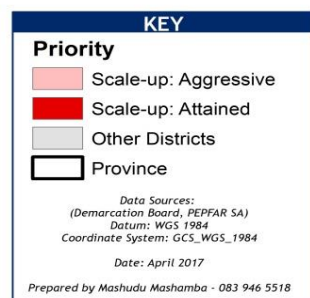 KEY
Priority
Scale-up: Aggressive
Scale-up: Attained
Other Districts
Province
Data Sources:
(Demarcation Board, PEPFAR SA)
Datum: WGS 1984
Coordinate System: GCS_WGS_1984
Date: April 2017
Prepared by Mashudu Mashamba - 083 946 5518